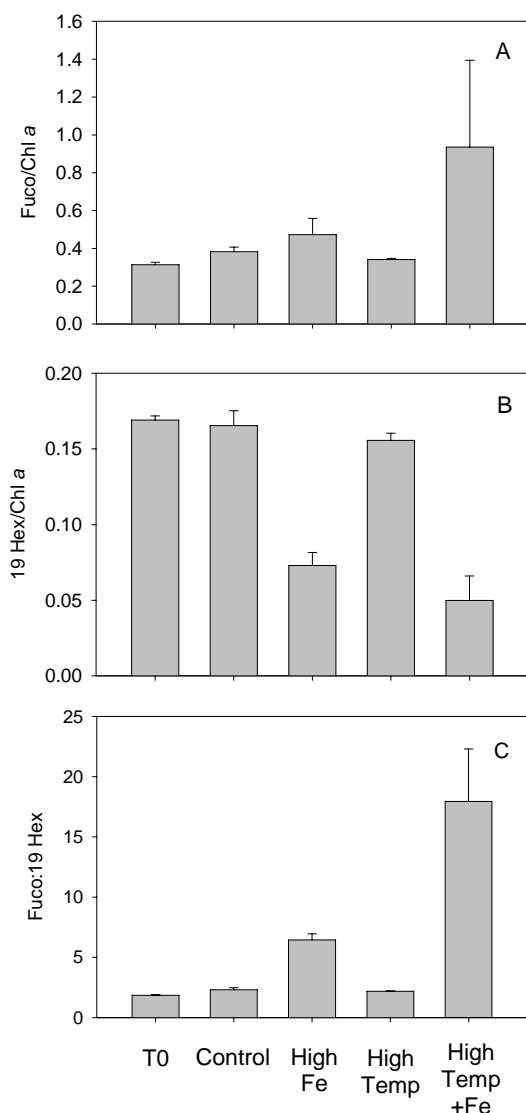 1.6
A
1.4
1.2
1.0
0.8
0.6
0.4
0.2
0.0
Fuco/Chl a
0.20
B
0.15
0.10
0.05
0.00
19 Hex/Chl a
25
C
20
15
10
5
0
Fuco:19 Hex
T0
Control
High
Fe
High
Temp
High
Temp
+Fe